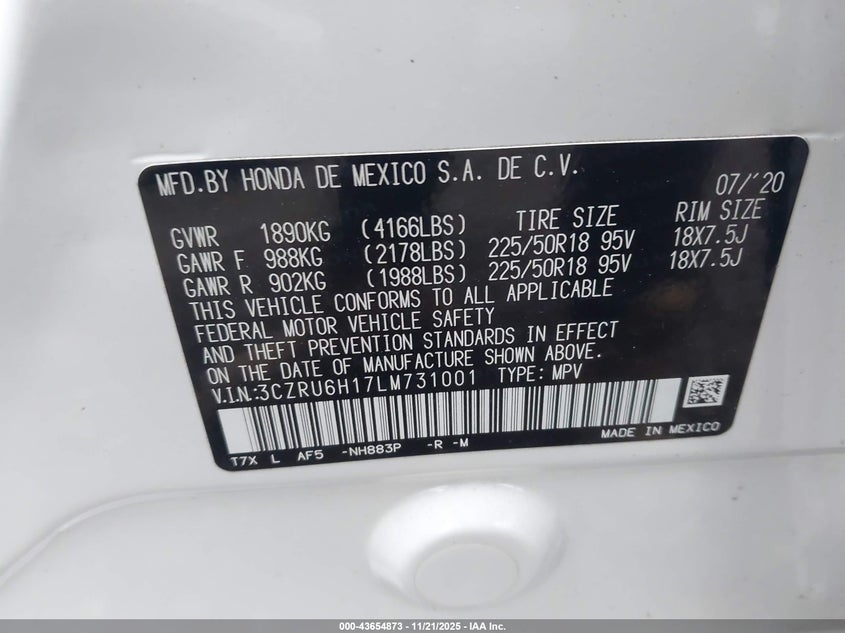 MFD.BY HONDA DE MEXICO S.A. DE C.V. 07/'20
GVWR 1890KG (4166LBS) TIRE SIZE RIM SIZE
GAWR F 988KG (2178LBS) 225/50R18 95V 18X7.5J
GAWR R 902KG (1988LBS) 225/50R18 95V 18X7.5J
THIS VEHICLE CONFORMS TO ALL APPLICABLE
FEDERAL MOTOR VEHICLE SAFETY
AND THEFT PREVENTION STANDARDS IN EFFECT
ON THE DATE OF MANUFACTURE SHOWN ABOVE.
V.I.N.:3CZRU6H17LM731001 TYPE: MPV
T7X L AF5 -NH883P -R -M MADE IN MEXICO
000-43654873 - 11/21/2025 - IAA Inc.